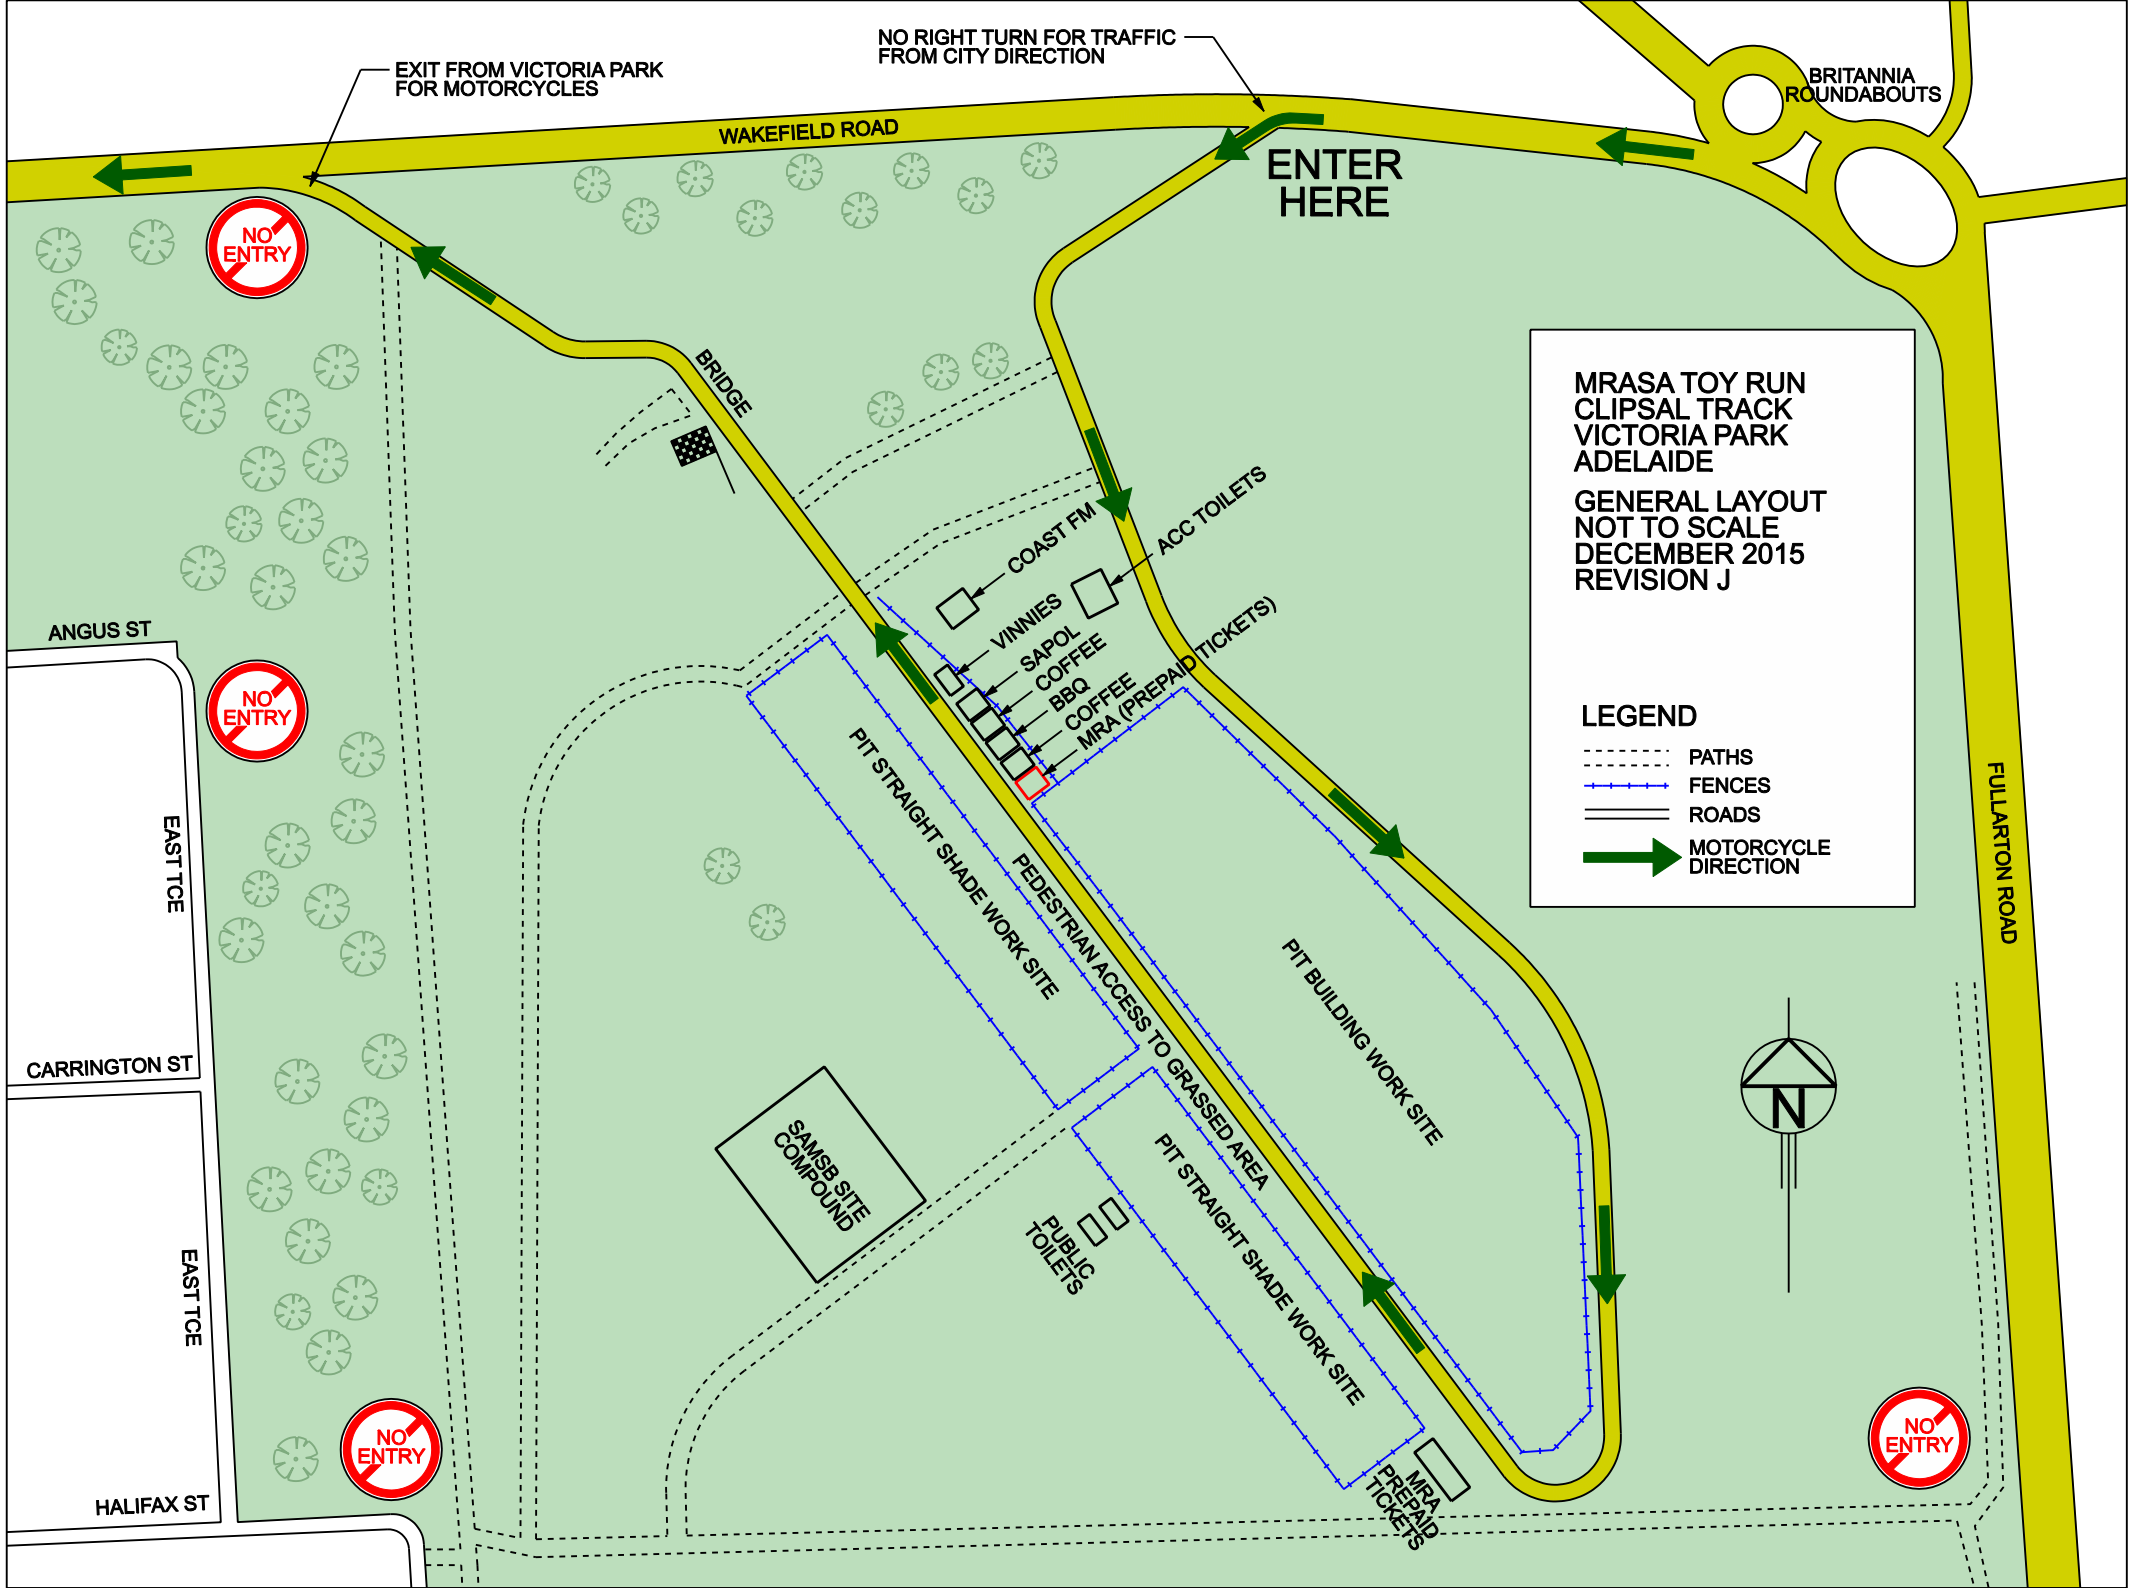 NO RIGHT TURN FOR TRAFFIC
FROM CITY DIRECTION
EXIT FROM VICTORIA PARK
FOR MOTORCYCLES
BRITANNIA
ROUNDABOUTS
WAKEFIELD ROAD
ENTER
HERE
NO
ENTRY
BRIDGE
MRASA TOY RUN
CLIPSAL TRACK
VICTORIA PARK
ADELAIDE
GENERAL LAYOUT
NOT TO SCALE
DECEMBER 2015
REVISION J
LEGEND
PATHS
FENCES
ROADS
MOTORCYCLE
DIRECTION
COAST FM
ACC TOILETS
VINNIES
SAPOL
COFFEE
BBQ
COFFEE
MRA (PREPAID TICKETS)
ANGUS ST
NO
ENTRY
PIT STRAIGHT SHADE WORK SITE
PEDESTRIAN ACCESS TO GRASSED AREA
PIT BUILDING WORK SITE
FULLARTON ROAD
EAST TCE
CARRINGTON ST
N
SAMSB SITE
COMPOUND
PUBLIC
TOILETS
PIT STRAIGHT SHADE WORK SITE
EAST TCE
NO
ENTRY
HALIFAX ST
MRA
PREPAID
TICKETS
NO
ENTRY